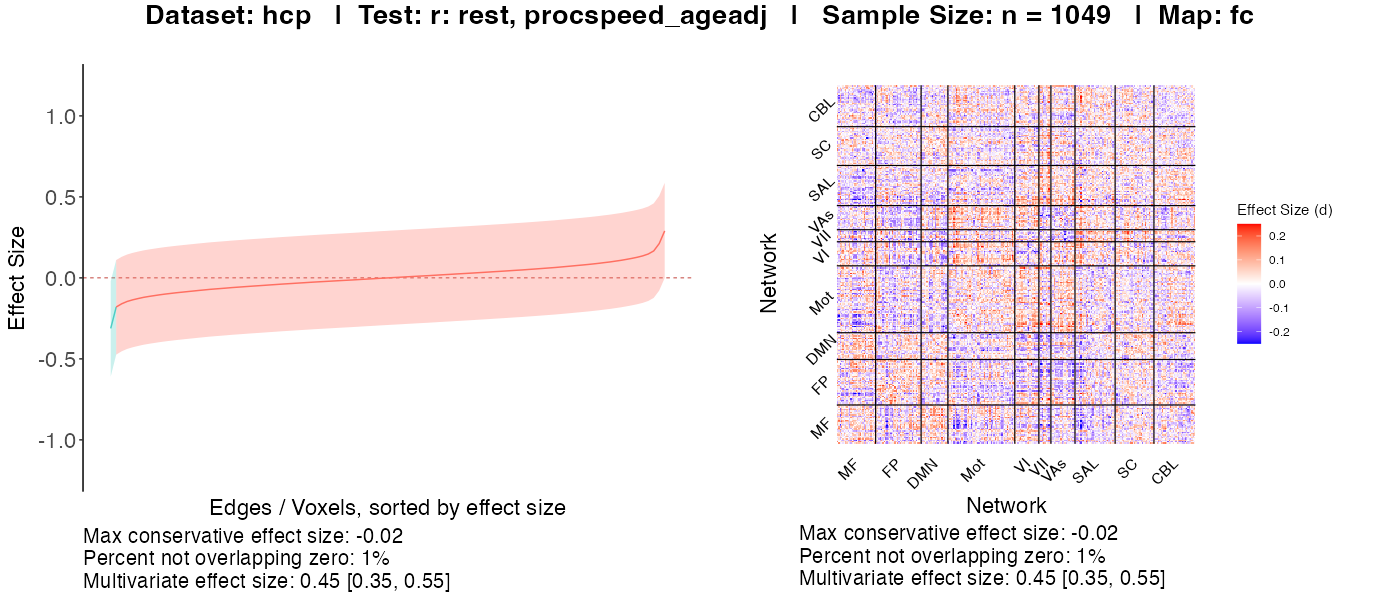 Dataset: hcp | Test: r: rest, procspeed_ageadj | Sample Size: n = 1049 | Map: fc
Effect Size
1.0
0.5
0.0
-0.5
-1.0
Edges / Voxels, sorted by effect size
Max conservative effect size: -0.02
Percent not overlapping zero: 1%
Multivariate effect size: 0.45 [0.35, 0.55]
Network
CBL
SC
SAL
VAs
VII
VI
Mot
DMN
FP
MF
MF
FP
DMN
Mot
VI
VII
VAs
SAL
SC
CBL
Network
Effect Size (d)
0.2
0.1
0.0
-0.1
-0.2
Max conservative effect size: -0.02
Percent not overlapping zero: 1%
Multivariate effect size: 0.45 [0.35, 0.55]